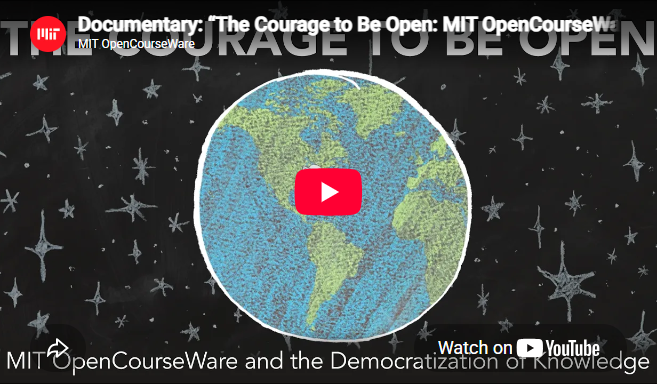 Documentary: “The Courage to Be Open: MIT OpenCourseWa
MIT OpenCourseWare
THE COURAGE TO BE OPEN
Watch on YouTube
MIT OpenCourseWare and the Democratization of Knowledge